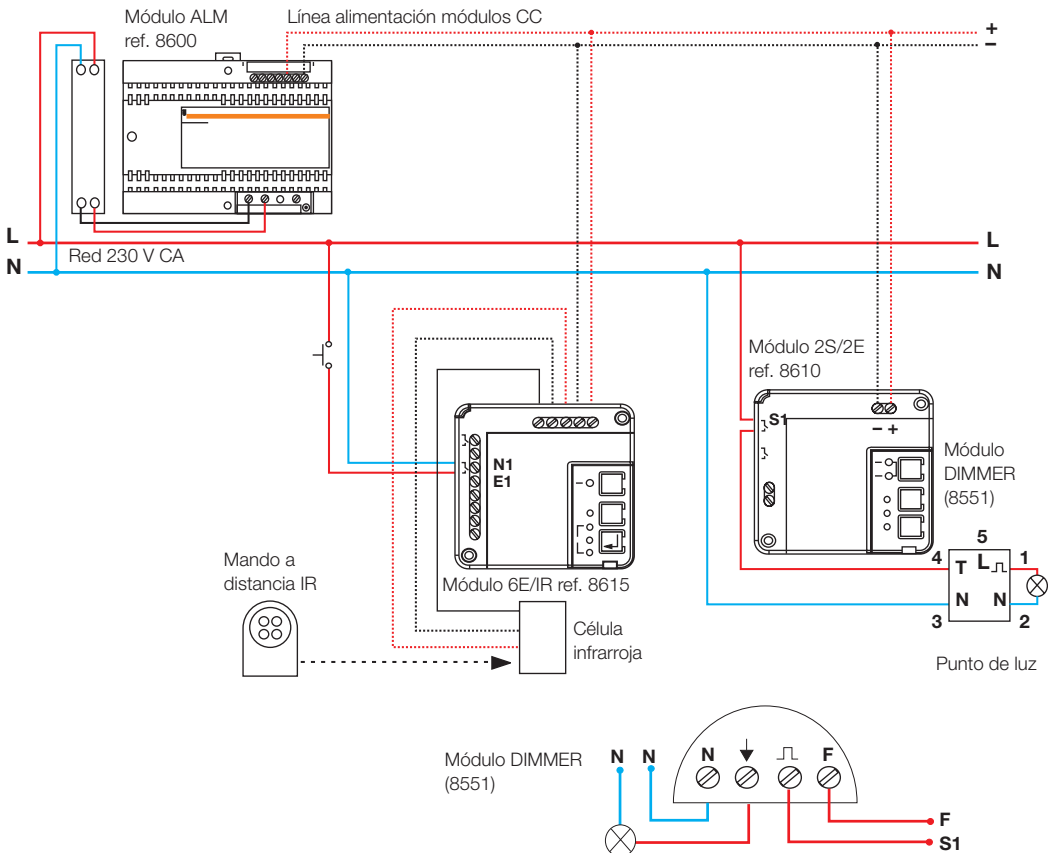 Módulo ALM
ref. 8600
Línea alimentación módulos CC
+
−
L
L
N
Red 230 V CA
N
Módulo 2S/2E
ref. 8610
S1
− +
N1
E1
Módulo
DIMMER
(8551)
Mando a
distancia IR
Módulo 6E/IR ref. 8615
Célula
infrarroja
5
4
T
L
1
N
N
3
2
Punto de luz
Módulo DIMMER
(8551)
N
N
N
F
F
S1